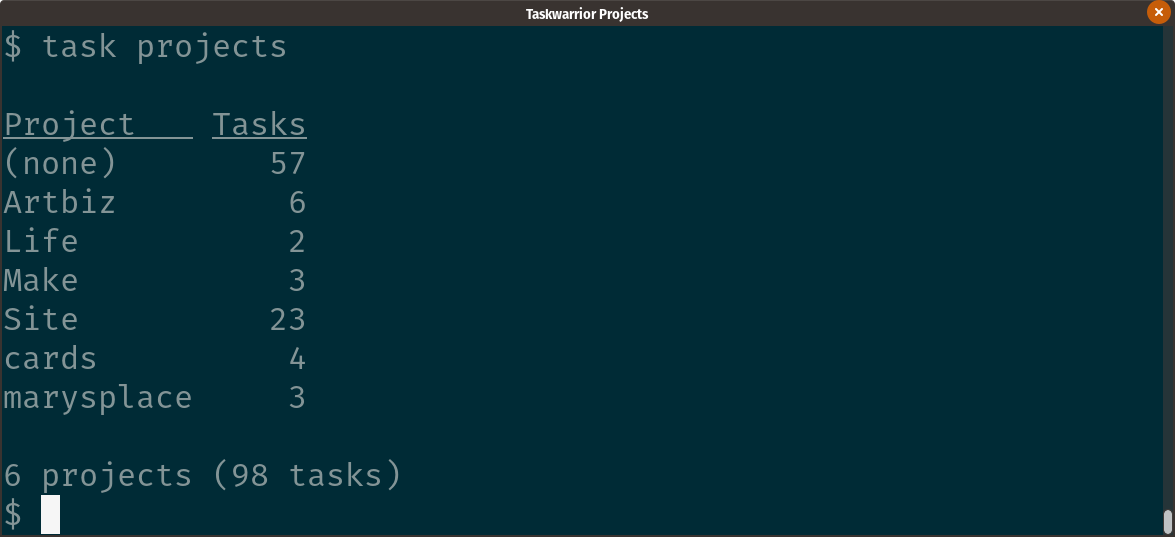 Taskwarrior Projects
$ task projects
Project Tasks
(none) 57
Artbiz 6
Life 2
Make 3
Site 23
cards 4
marysplace 3
6 projects (98 tasks)
$